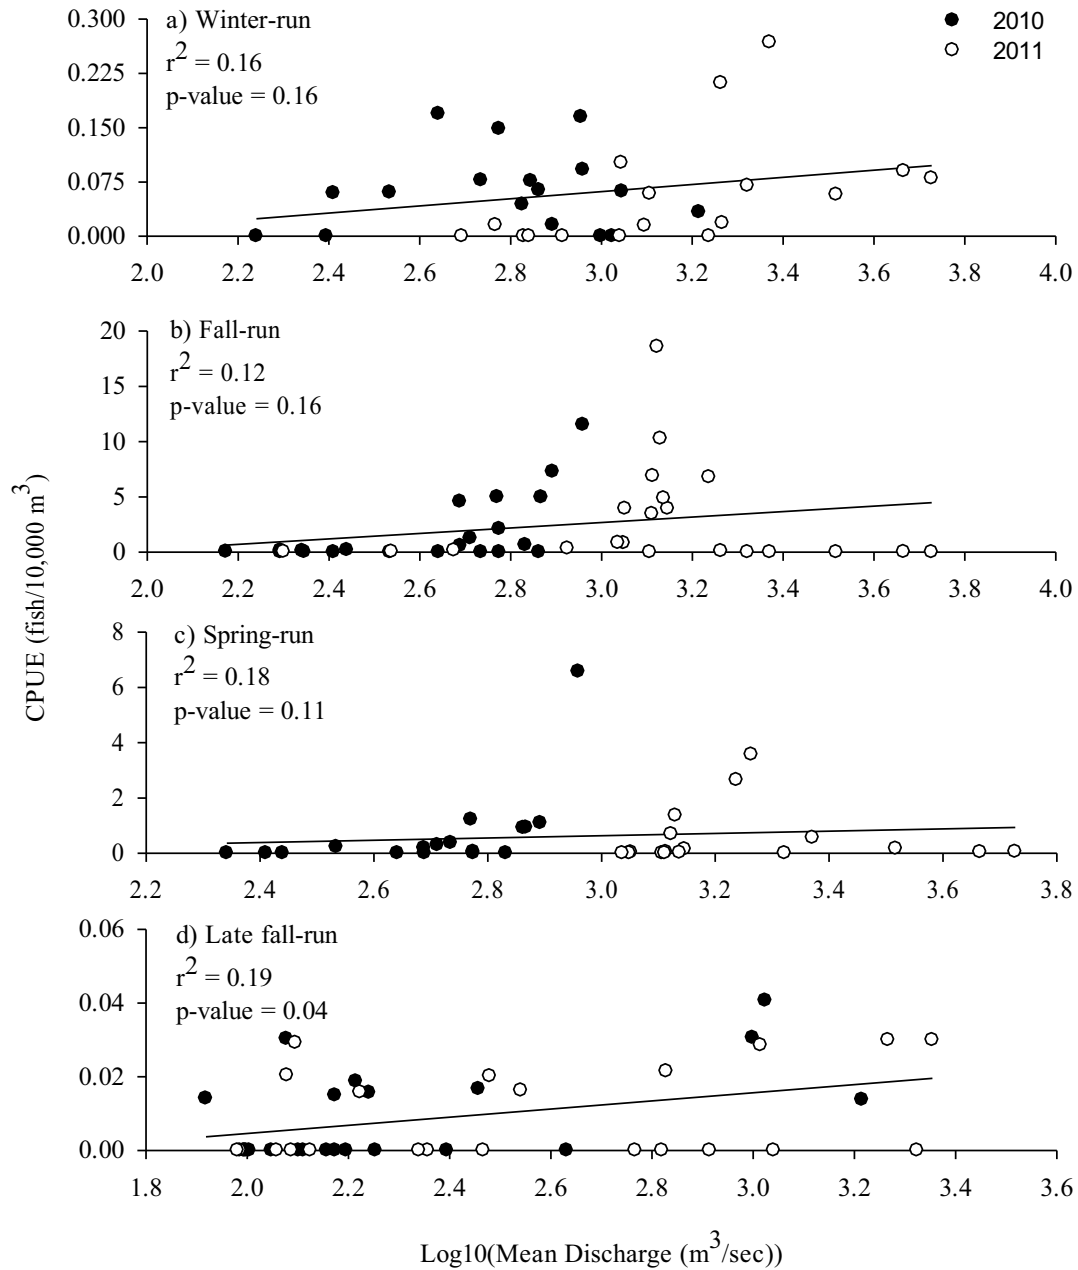 a) Winter-run
r2 = 0.16
p-value = 0.16
2010
2011
0.300
0.225
0.150
0.075
0.000
2.0 2.2 2.4 2.6 2.8 3.0 3.2 3.4 3.6 3.8 4.0
b) Fall-run
r2 = 0.12
p-value = 0.16
20
15
10
5
0
2.0 2.2 2.4 2.6 2.8 3.0 3.2 3.4 3.6 3.8 4.0
CPUE (fish/10,000 m3)
c) Spring-run
r2 = 0.18
p-value = 0.11
8
6
4
2
0
2.2 2.4 2.6 2.8 3.0 3.2 3.4 3.6 3.8
d) Late fall-run
r2 = 0.19
p-value = 0.04
0.06
0.04
0.02
0.00
1.8 2.0 2.2 2.4 2.6 2.8 3.0 3.2 3.4 3.6
Log10(Mean Discharge (m3/sec))